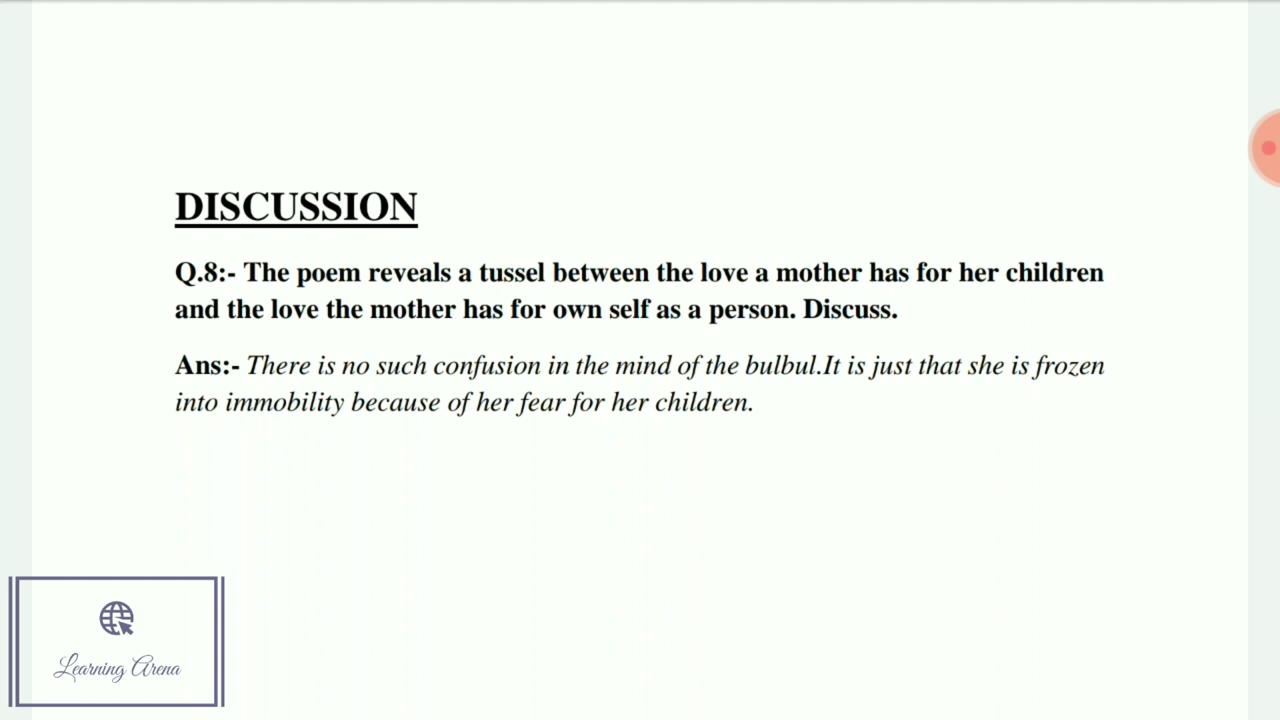 DISCUSSION
Q.8:- The poem reveals a tussel between the love a mother has for her children
and the love the mother has for own self as a person. Discuss.
Ans:- There is no such confusion in the mind of the bulbul.It is just that she is frozen
into immobility because of her fear for her children.
Learning Arena